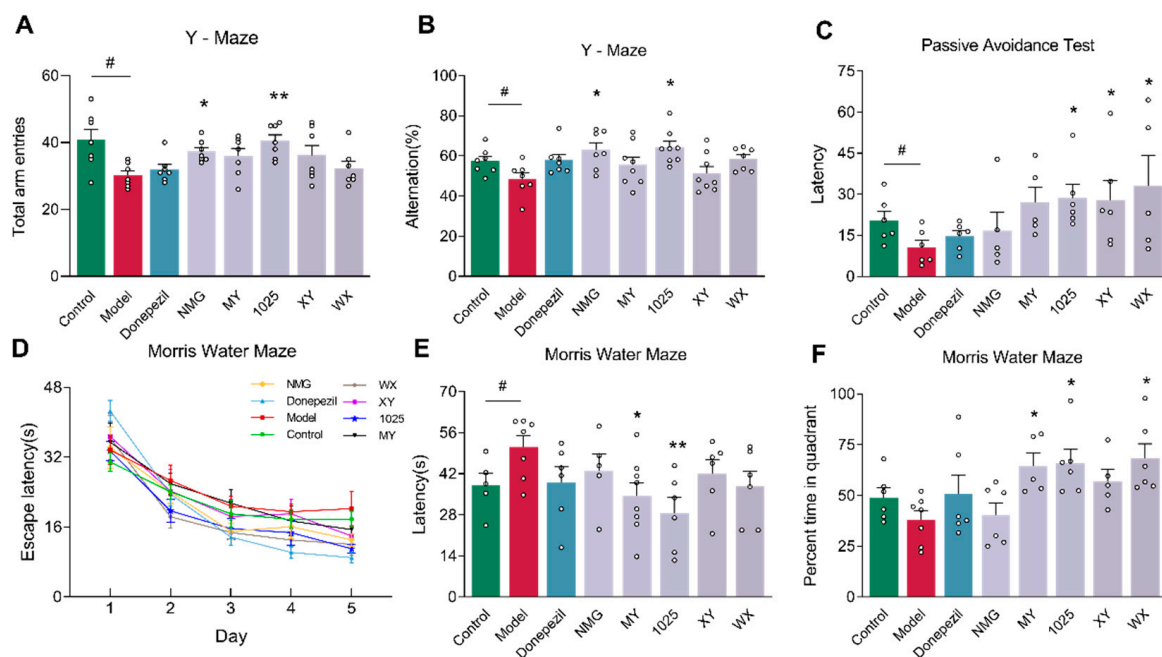 A
Y - Maze
#
*
**
Total arm entries
60
40
20
0
Control
Model
Donepezil
NMG
MY
1025
XY
WX
B
Y - Maze
#
*
*
Alternation(%)
100
80
60
40
20
0
Control
Model
Donepezil
NMG
MY
1025
XY
WX
C
Passive Avoidance Test
#
*
*
*
Latency
75
60
45
30
15
0
Control
Model
Donepezil
NMG
MY
1025
XY
WX
D
Morris Water Maze
NMG
Donepezil
Model
Control
WX
XY
1025
MY
Escape latency(s)
48
32
16
0
1 2 3 4 5
Day
E
Morris Water Maze
#
*
**
Latency(s)
70
56
42
28
14
0
Control
Model
Donepezil
NMG
MY
1025
XY
WX
F
Morris Water Maze
*
*
*
Percent time in quadrant
100
75
50
25
0
Control
Model
Donepezil
NMG
MY
1025
XY
WX